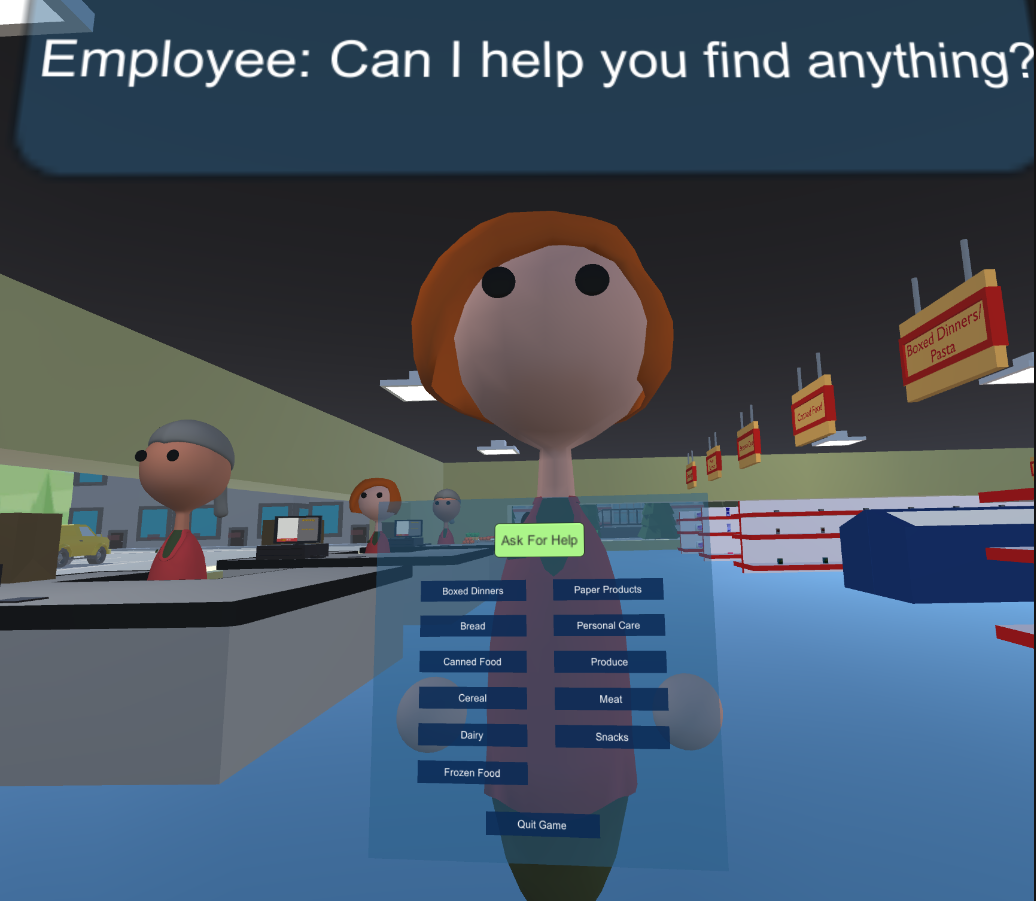 Employee: Can I help you find anything?
Boxed Dinners/
Pasta
Canned Food
Ask For Help
Boxed Dinners
Paper Products
Bread
Personal Care
Canned Food
Produce
Cereal
Meat
Dairy
Snacks
Frozen Food
Quit Game